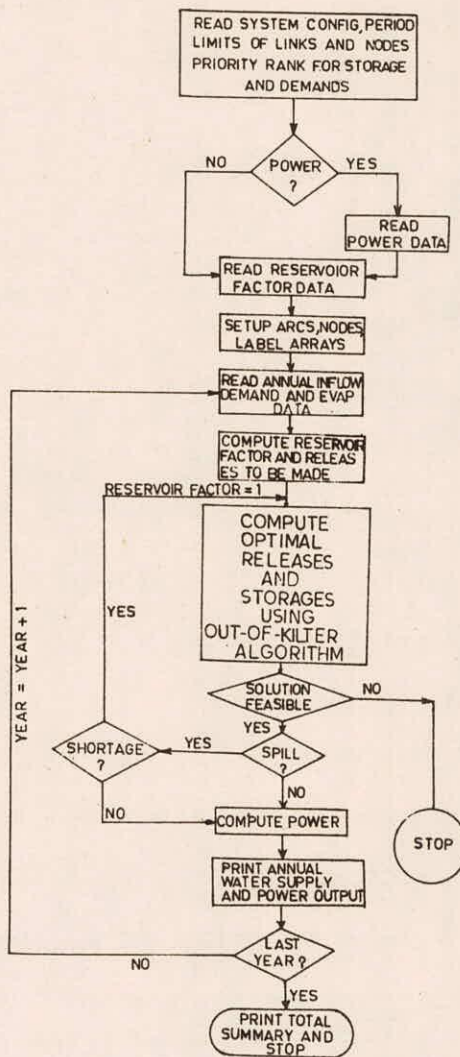 READ SYSTEM CONFIG, PERIOD
LIMITS OF LINKS AND NODES
PRIORITY RANK FOR STORAGE
AND DEMANDS
NO
POWER
?
YES
READ
POWER DATA
READ RESERVOIOR
FACTOR DATA
SETUP ARCS, NODES,
LABEL ARRAYS
READ ANNUAL INFLOW
DEMAND AND EVAP
DATA
COMPUTE RESERVOIR
FACTOR AND RELEAS
ES TO BE MADE
RESERVOIR FACTOR = 1
COMPUTE
OPTIMAL
RELEASES
AND
STORAGES
USING
OUT-OF-KILTER
ALGORITHM
YES
YEAR = YEAR + 1
SOLUTION
FEASIBLE
NO
YES
SHORTAGE
?
YES
SPILL
?
NO
NO
COMPUTE POWER
STOP
PRINT ANNUAL
WATER SUPPLY
AND POWER OUTPUT
LAST
YEAR ?
NO
YES
PRINT TOTAL
SUMMARY AND
STOP